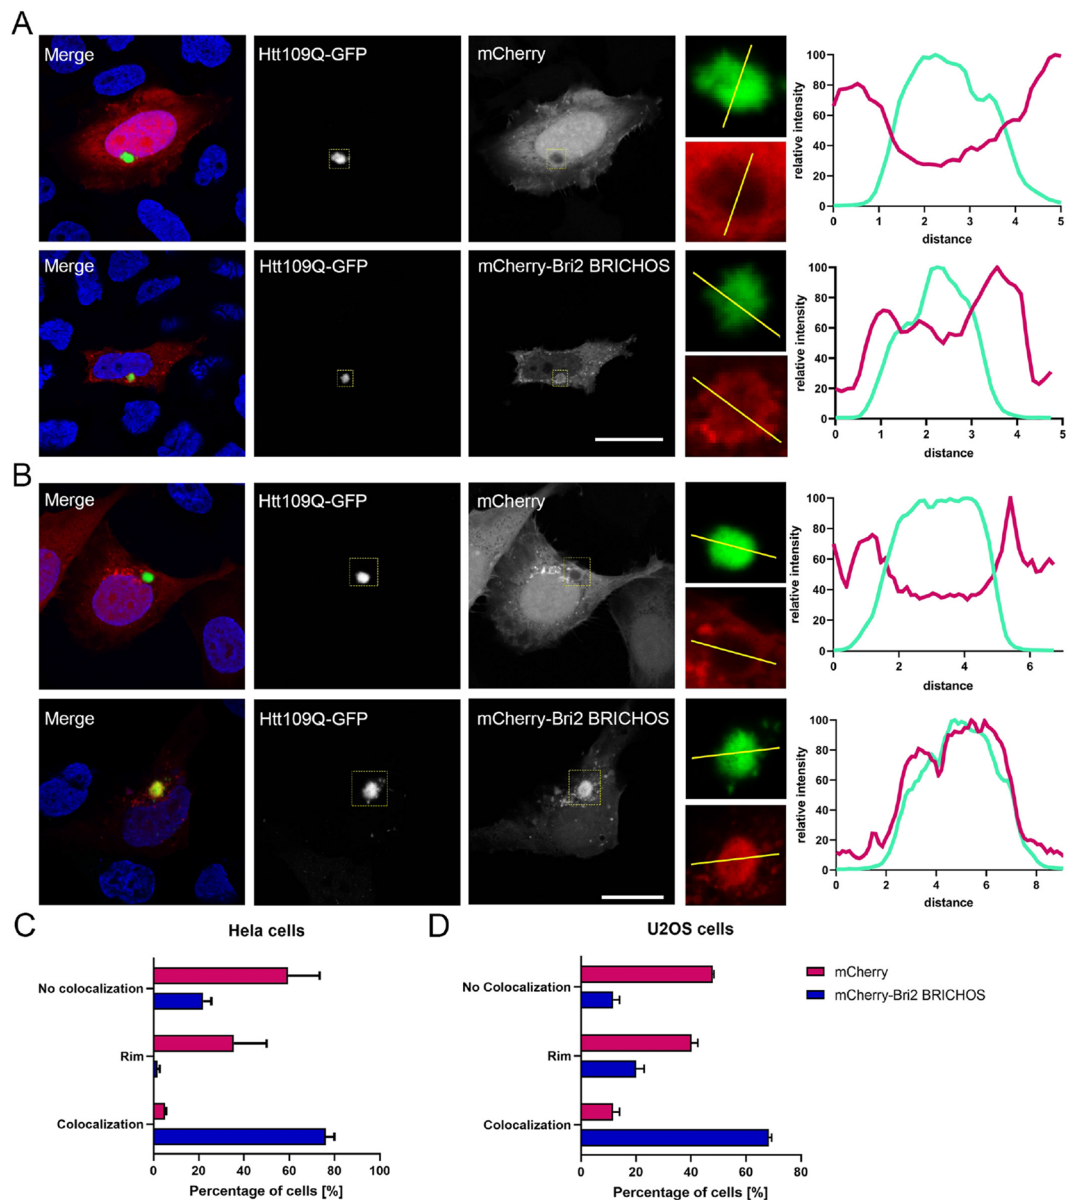 A
Merge
Htt109Q-GFP
mCherry
relative intensity
100
80
60
40
20
0
0 1 2 3 4 5
distance
Merge
Htt109Q-GFP
mCherry-Bri2 BRICHOS
relative intensity
100
80
60
40
20
0
0 1 2 3 4 5
distance
B
Merge
Htt109Q-GFP
mCherry
relative intensity
100
80
60
40
20
0
0 2 4 6
distance
Merge
Htt109Q-GFP
mCherry-Bri2 BRICHOS
relative intensity
100
80
60
40
20
0
0 2 4 6 8
distance
C
Hela cells
No colocalization
Rim
Colocalization
0 20 40 60 80 100
Percentage of cells [%]
D
U2OS cells
No Colocalization
Rim
Colocalization
0 20 40 60 80
Percentage of cells [%]
mCherry
mCherry-Bri2 BRICHOS